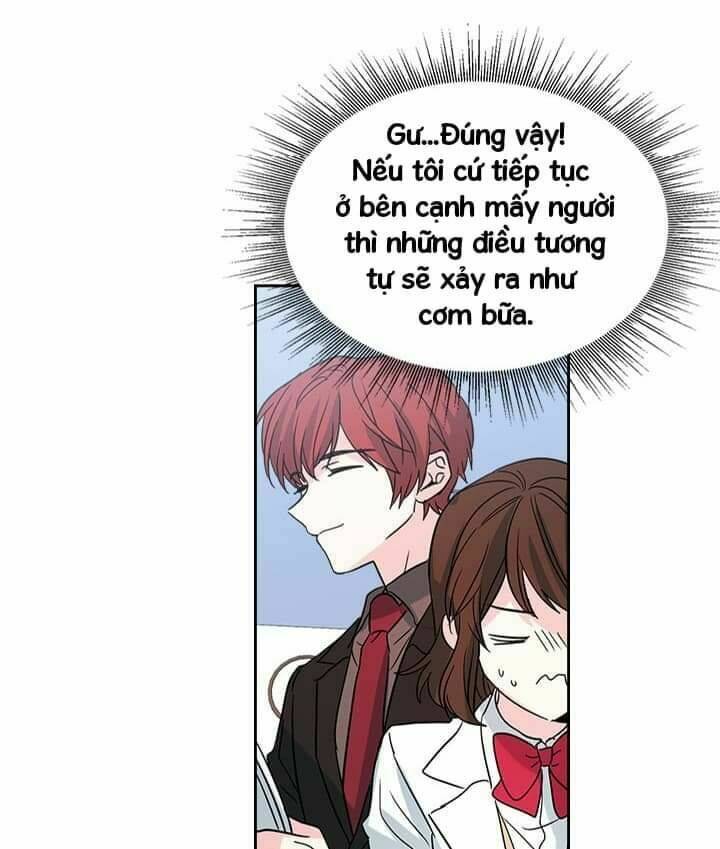 Gư...Đúng vậy!
Nếu tôi cứ tiếp tục
ở bên cạnh mấy người
thì những điều tương
tự sẽ xảy ra như
cơm bữa.